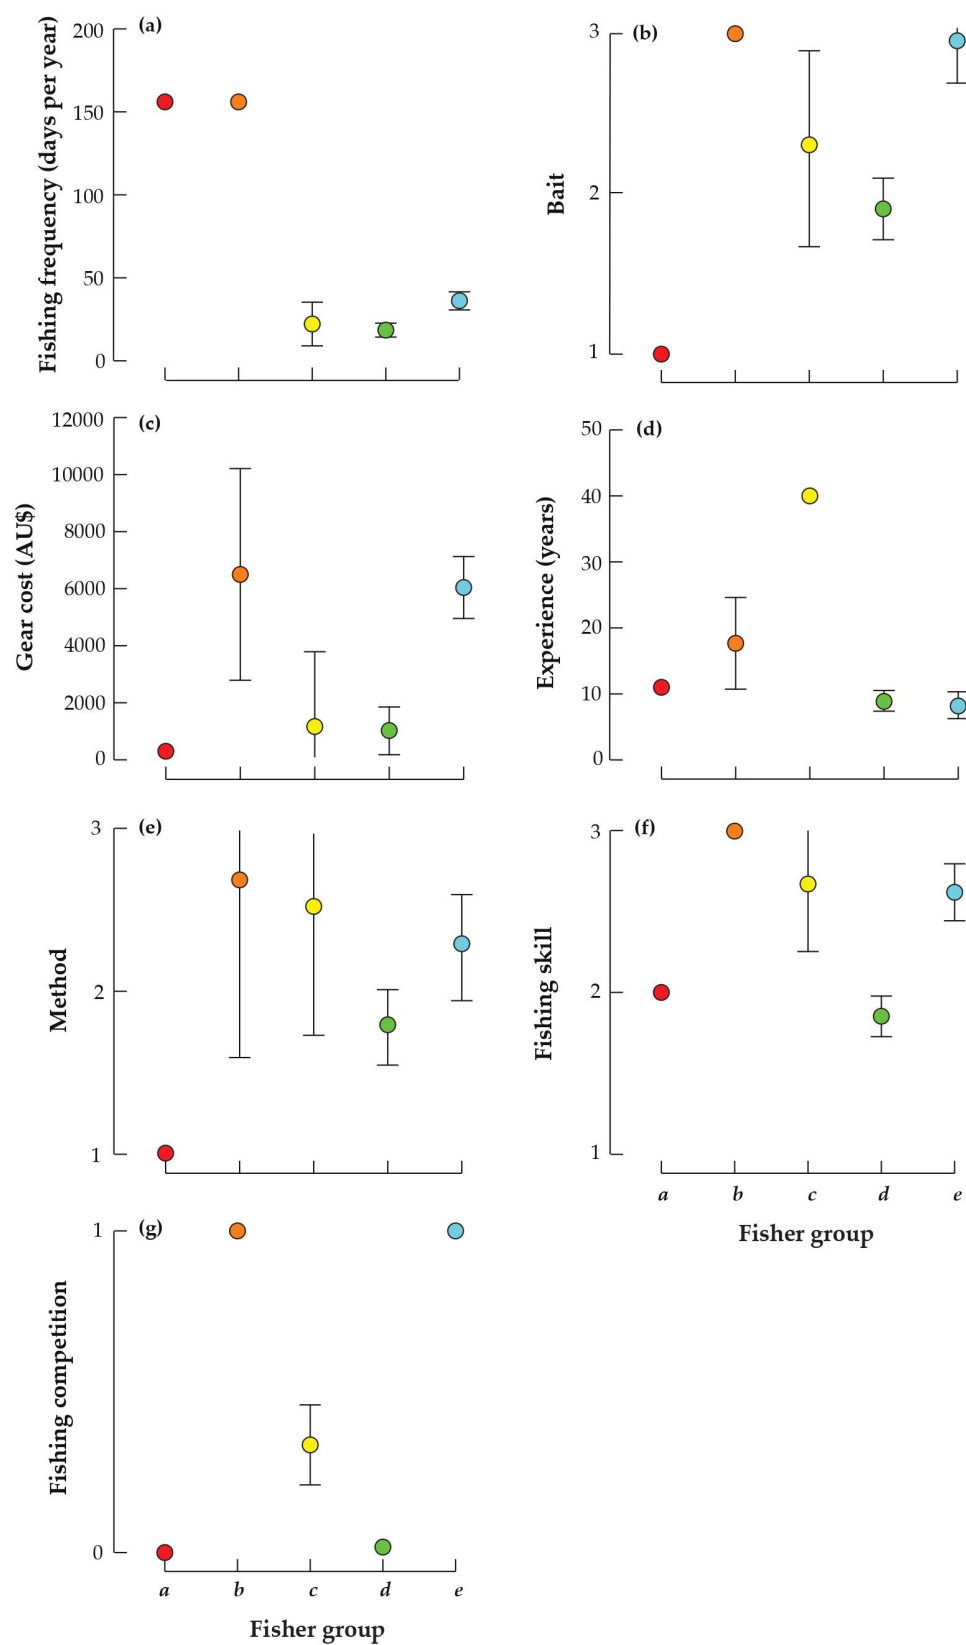 (a)
Fishing frequency (days per year)
200
150
100
50
0
(b)
Bait
3
2
1
(c)
Gear cost (AU$)
12000
10000
8000
6000
4000
2000
0
(d)
Experience (years)
50
40
30
20
10
0
(e)
Method
3
2
1
(f)
Fishing skill
3
2
1
a b c d e
Fisher group
(g)
Fishing competition
1
0
a b c d e
Fisher group